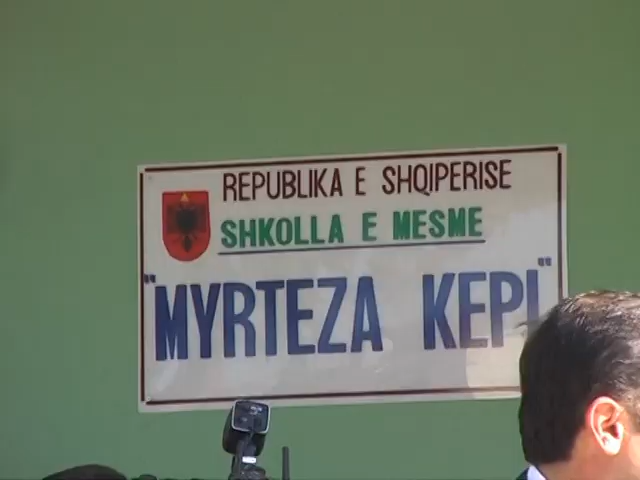 REPUBLIKA E SHQIPERISE
SHKOLLA E MESME
"MYRTEZA KEPI"